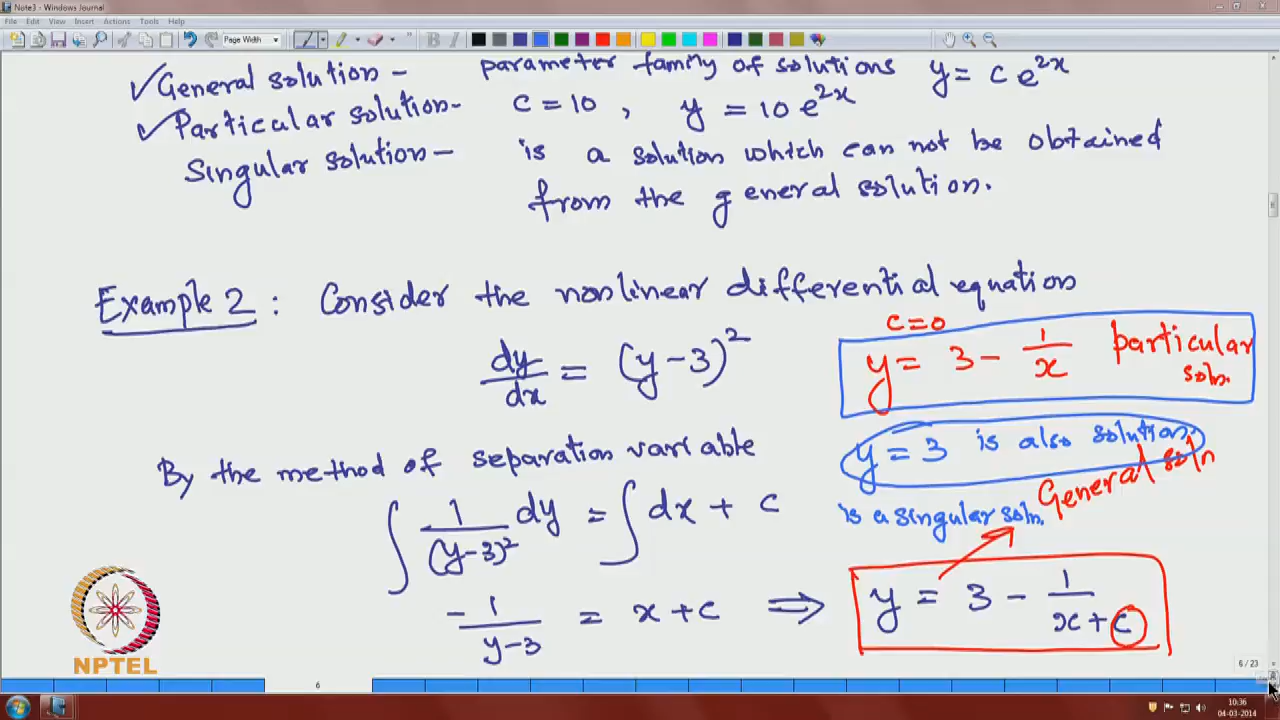 Note3 - Windows Journal
File Edit View Insert Actions Tools Help
Page Width
General solution – parameter family of solutions y = c e^{2x}
Particular solution – c = 10 , y = 10 e^{2x}
Singular solution – is a solution which can not be obtained
from the general solution.
Example 2 : Consider the nonlinear differential equation
dy/dx = (y – 3)^2
c = 0
y = 3 – 1/x particular
soln.
y = 3 is also solution.
is a singular soln.
General soln
By the method of separation variable
∫ 1/(y–3)^2 dy = ∫ dx + c
– 1/(y–3) = x + c ⟹ y = 3 – 1/(x + c)
NPTEL
6 / 23
6
10:36
04-03-2014